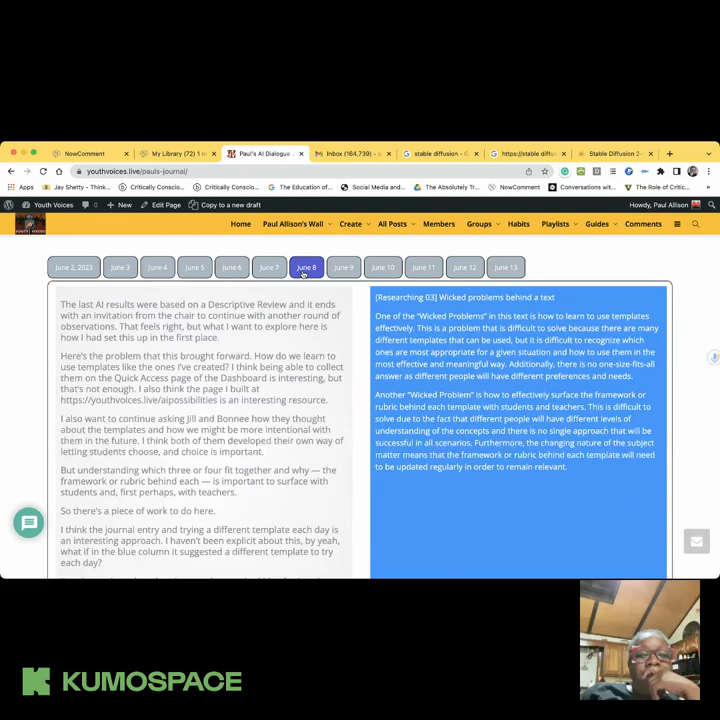 NowComment
My Library (72) 1 n
Paul's AI Dialogue
Inbox (164,739) - a
stable diffusion - G
https://stable diffu
Stable Diffusion 2-
youthvoices.live/pauls-journal/
Apps
Jay Shetty - Think...
Critically Conscio...
Critically Conscio...
The Education of...
Social Media and...
The Absolutely Tr...
NowComment
Conversations wit...
The Role of Critic...
Youth Voices
0
New
Edit Page
Copy to a new draft
Howdy, Paul Allison
YOUTH VOICES
Home
Paul Allison's Wall
Create
All Posts
Members
Groups
Habits
Playlists
Guides
Comments
June 2, 2023
June 3
June 4
June 5
June 6
June 7
June 8
June 9
June 10
June 11
June 12
June 13
The last AI results were based on a Descriptive Review and it ends
with an invitation from the chair to continue with another round of
observations. That feels right, but what I want to explore here is
how I had set this up in the first place.
Here's the problem that this brought forward. How do we learn to
use templates like the ones I've created? I think being able to collect
them on the Quick Access page of the Dashboard is interesting, but
that's not enough. I also think the page I built at
https://youthvoices.live/aipossibilities is an interesting resource.
I also want to continue asking Jill and Bonnee how they thought
about the templates and how we might be more intentional with
them in the future. I think both of them developed their own way of
letting students choose, and choice is important.
But understanding which three or four fit together and why — the
framework or rubric behind each — is important to surface with
students and, first perhaps, with teachers.
So there's a piece of work to do here.
I think the journal entry and trying a different template each day is
an interesting approach. I haven't been explicit about this, by yeah,
what if in the blue column it suggested a different template to try
each day?
[Researching 03] Wicked problems behind a text
One of the "Wicked Problems" in this text is how to learn to use templates
effectively. This is a problem that is difficult to solve because there are many
different templates that can be used, but it is difficult to recognize which
ones are most appropriate for a given situation and how to use them in the
most effective and meaningful way. Additionally, there is no one-size-fits-all
answer as different people will have different preferences and needs.
Another "Wicked Problem" is how to effectively surface the framework or
rubric behind each template with students and teachers. This is difficult to
solve due to the fact that different people will have different levels of
understanding of the concepts and there is no single approach that will be
successful in all scenarios. Furthermore, the changing nature of the subject
matter means that the framework or rubric behind each template will need
to be updated regularly in order to remain relevant.
KUMOSPACE